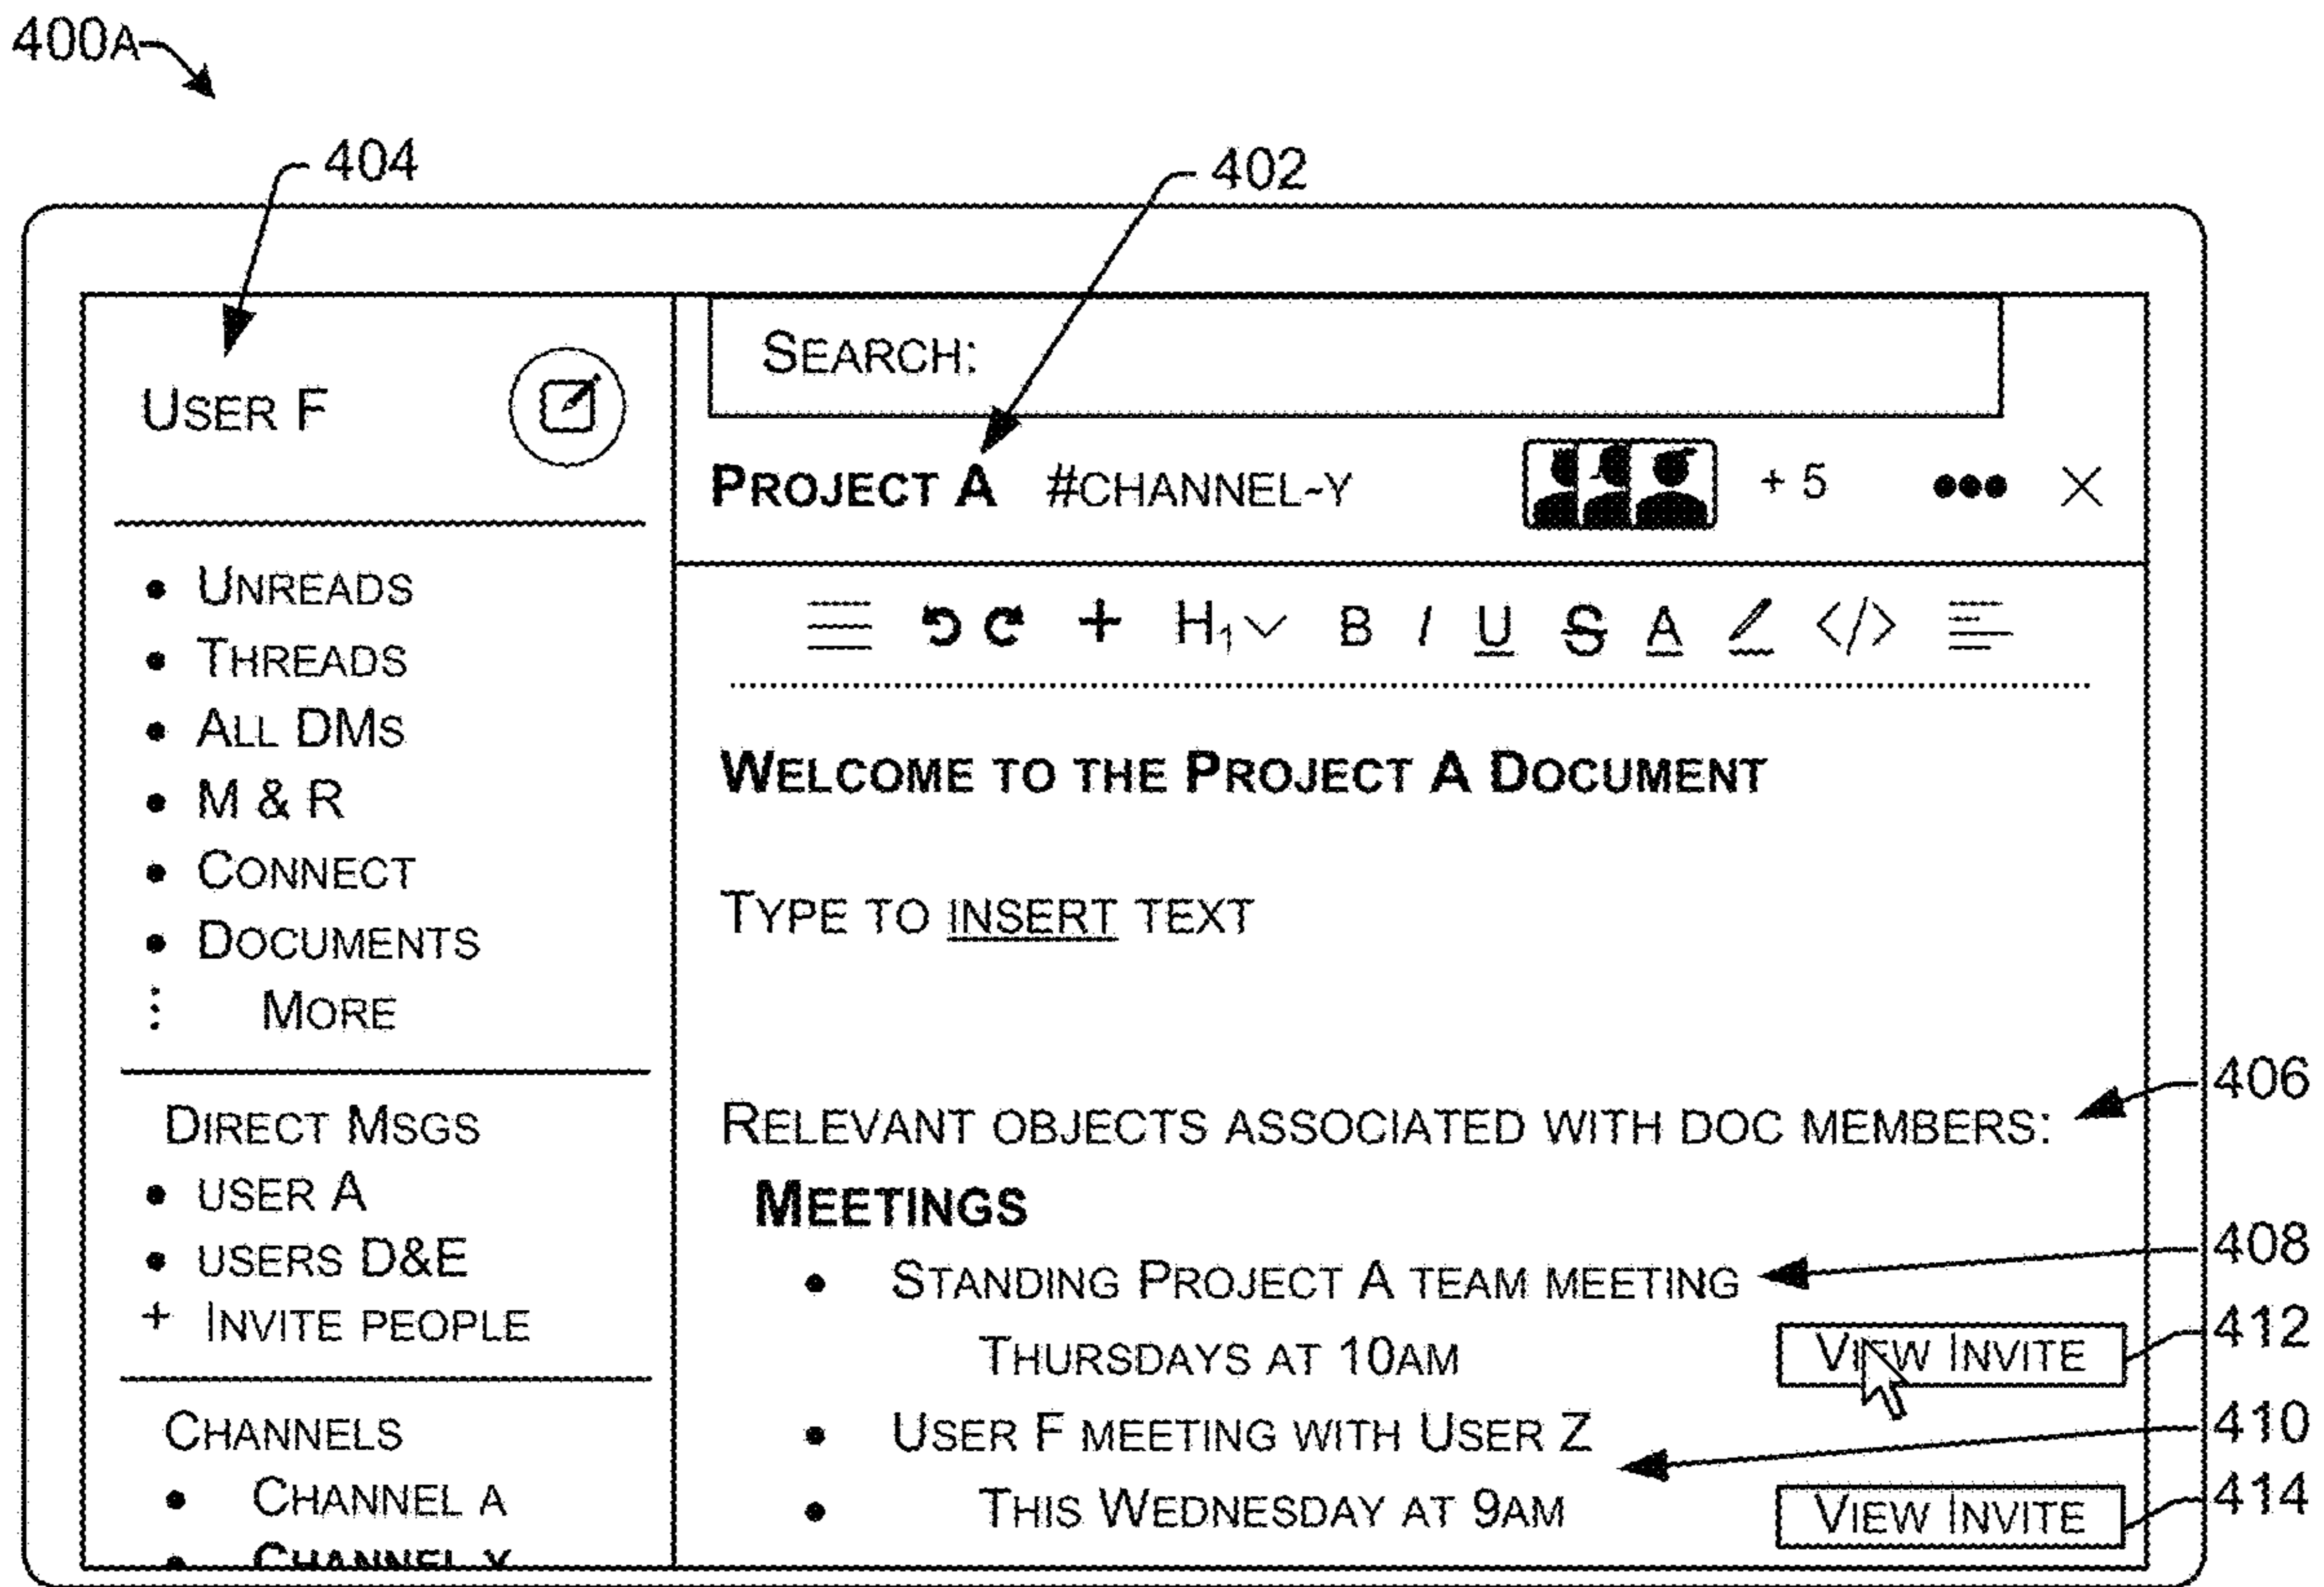 400A
404
402
USER F
SEARCH:
PROJECT A #CHANNEL~Y + 5
• UNREADS
• THREADS
• ALL DMS
• M & R
• CONNECT
• DOCUMENTS
MORE
DIRECT MSGS
• USER A
• USERS D&E
+ INVITE PEOPLE
CHANNELS
• CHANNEL A
• CHANNEL Y
H1 B I U S A </>
WELCOME TO THE PROJECT A DOCUMENT
TYPE TO INSERT TEXT
RELEVANT OBJECTS ASSOCIATED WITH DOC MEMBERS:
406
MEETINGS
• STANDING PROJECT A TEAM MEETING
408
THURSDAYS AT 10AM
VIEW INVITE
412
• USER F MEETING WITH USER Z
410
• THIS WEDNESDAY AT 9AM
VIEW INVITE
414